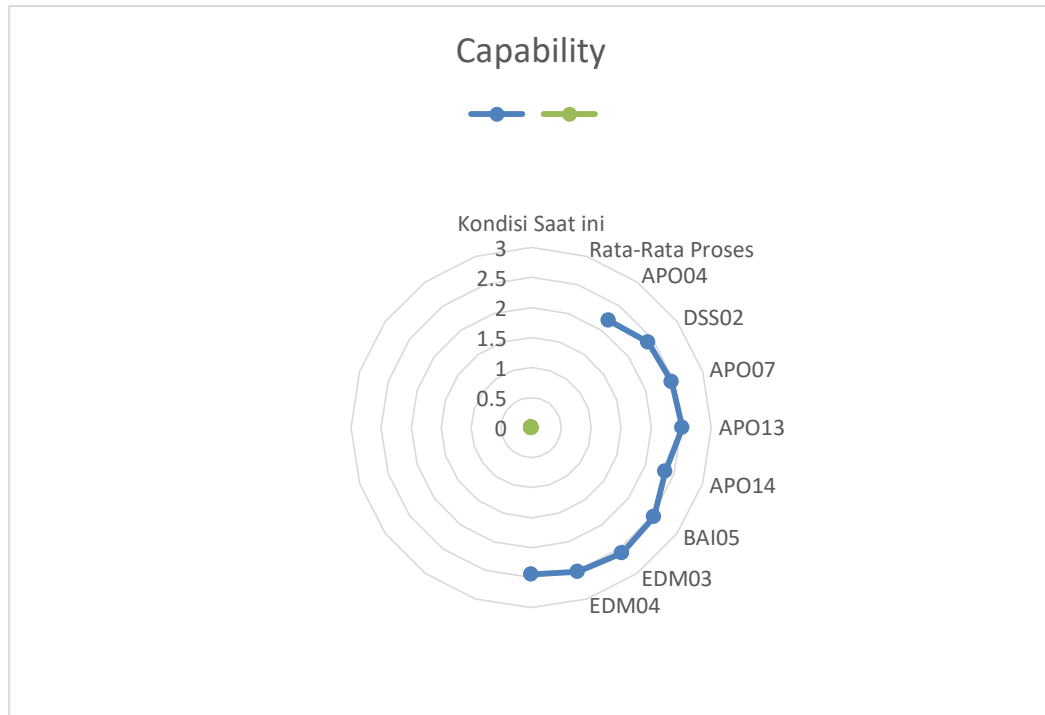 Capability
Kondisi Saat ini
Rata-Rata Proses
APO04
DSS02
APO07
APO13
APO14
BAI05
EDM03
EDM04
3
2.5
2
1.5
1
0.5
0